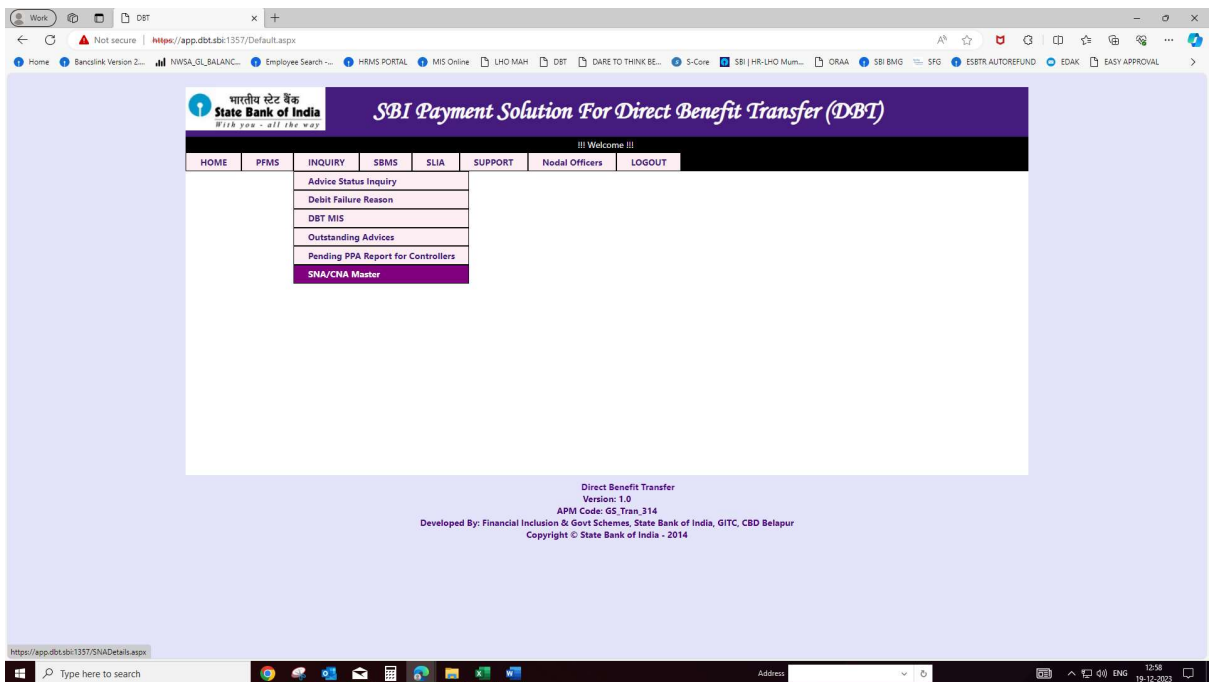 Work
DBT
Not secure https://app.dbt.sbi:1357/Default.aspx
Home Bancslink Version 2.... NWSA_GL_BALANC... Employee Search -... HRMS PORTAL MIS Online LHO MAH DBT DARE TO THINK BE... S-Core SBI | HR-LHO Mum... ORAA SBI BMG SFG ESBTR AUTOREFUND EDAK EASY APPROVAL
भारतीय स्टेट बैंक
State Bank of India
With you - all the way
SBI Payment Solution For Direct Benefit Transfer (DBT)
!!! Welcome !!!
HOME PFMS INQUIRY SBMS SLIA SUPPORT Nodal Officers LOGOUT
Advice Status Inquiry
Debit Failure Reason
DBT MIS
Outstanding Advices
Pending PPA Report for Controllers
SNA/CNA Master
Direct Benefit Transfer
Version: 1.0
APM Code: GS_Tran_314
Developed By: Financial Inclusion & Govt Schemes, State Bank of India, GITC, CBD Belapur
Copyright © State Bank of India - 2014
https://app.dbt.sbi:1357/SNADetails.aspx
Type here to search
Address
ENG
12:58
19-12-2023